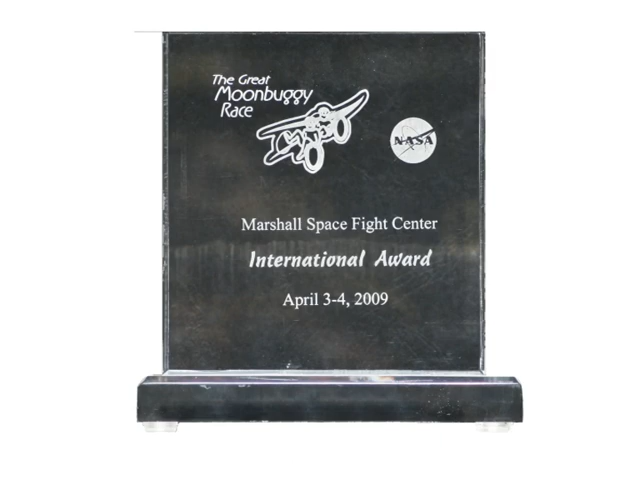 The Great
Moonbuggy
Race
NASA
Marshall Space Fight Center
International Award
April 3-4, 2009